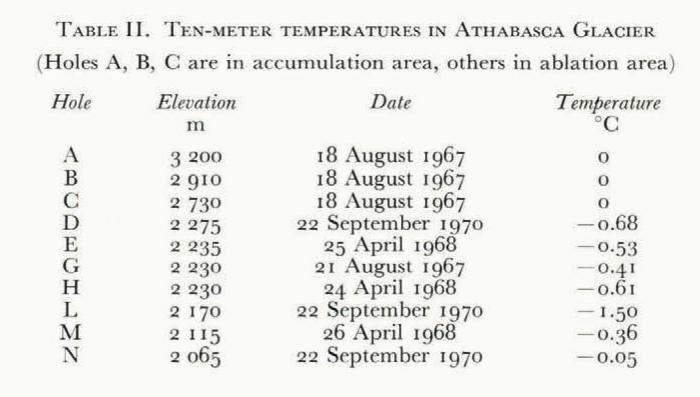 TABLE II. TEN-METER TEMPERATURES IN ATHABASCA GLACIER
(Holes A, B, C are in accumulation area, others in ablation area)
Hole Elevation Date Temperature
m °C
A 3 200 18 August 1967 0
B 2 910 18 August 1967 0
C 2 730 18 August 1967 0
D 2 275 22 September 1970 −0.68
E 2 235 25 April 1968 −0.53
G 2 230 21 August 1967 −0.41
H 2 230 24 April 1968 −0.61
L 2 170 22 September 1970 −1.50
M 2 115 26 April 1968 −0.36
N 2 065 22 September 1970 −0.05